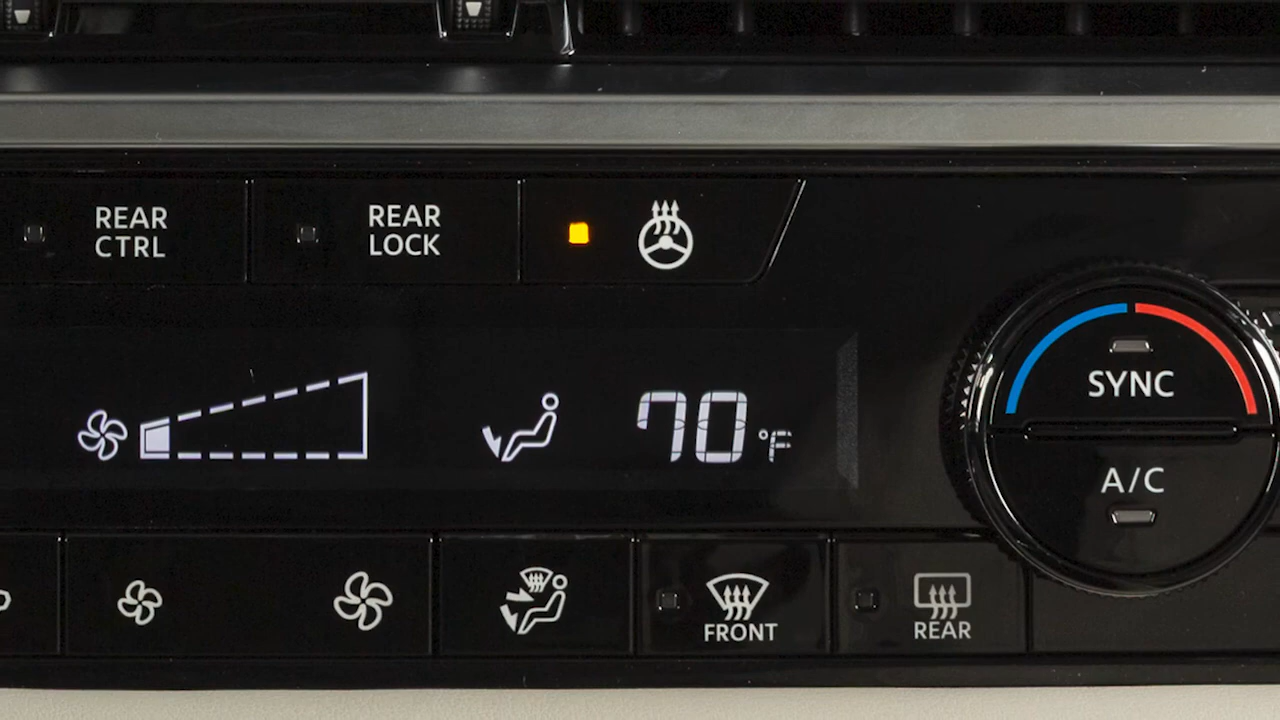 REAR
CTRL
REAR
LOCK
70°F
SYNC
A/C
FRONT
REAR